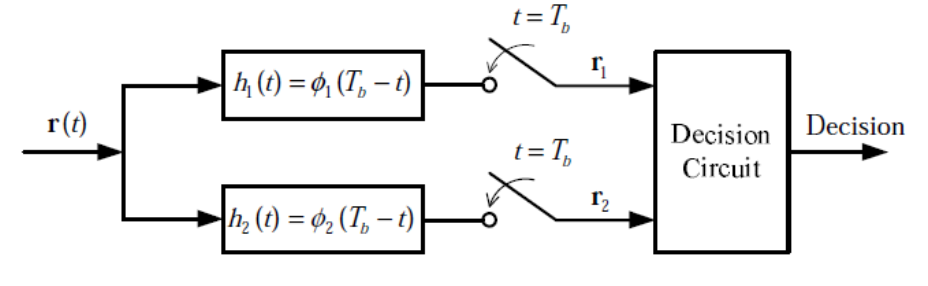 t = T_b
r_1
h_1(t) = ϕ_1(T_b − t)
r(t)
Decision
Circuit
Decision
t = T_b
r_2
h_2(t) = ϕ_2(T_b − t)